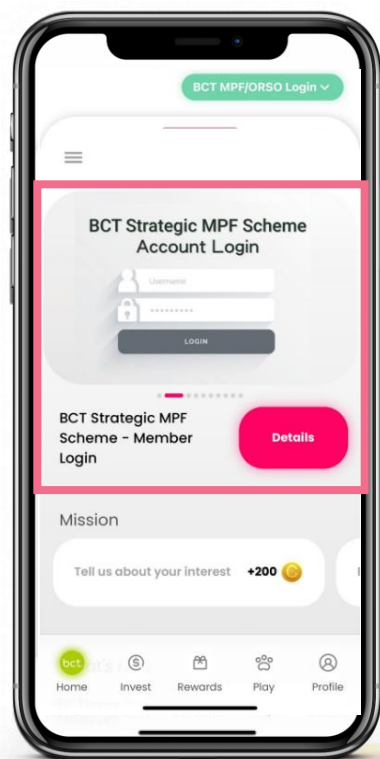 BCT MPF/ORSO Login
BCT Strategic MPF Scheme
Account Login
Username
LOGIN
BCT Strategic MPF
Scheme - Member
Login
Details
Mission
Tell us about your interest +200
bct
Home Invest Rewards Play Profile